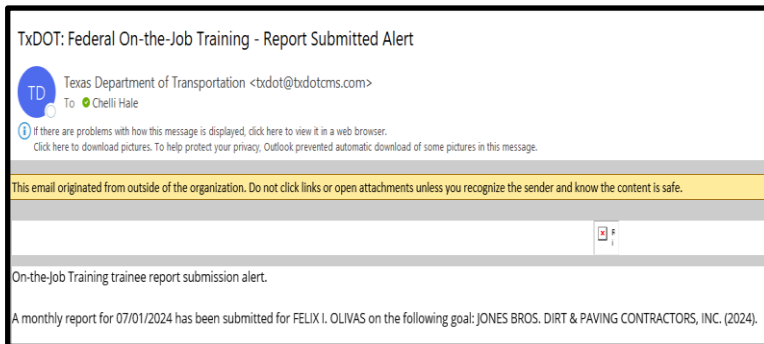 TxDOT: Federal On-the-Job Training - Report Submitted Alert
TD
Texas Department of Transportation <txdot@txdotcms.com>
To Chelli Hale
If there are problems with how this message is displayed, click here to view it in a web browser.
Click here to download pictures. To help protect your privacy, Outlook prevented automatic download of some pictures in this message.
This email originated from outside of the organization. Do not click links or open attachments unless you recognize the sender and know the content is safe.
On-the-Job Training trainee report submission alert.
A monthly report for 07/01/2024 has been submitted for FELIX I. OLIVAS on the following goal: JONES BROS. DIRT & PAVING CONTRACTORS, INC. (2024).